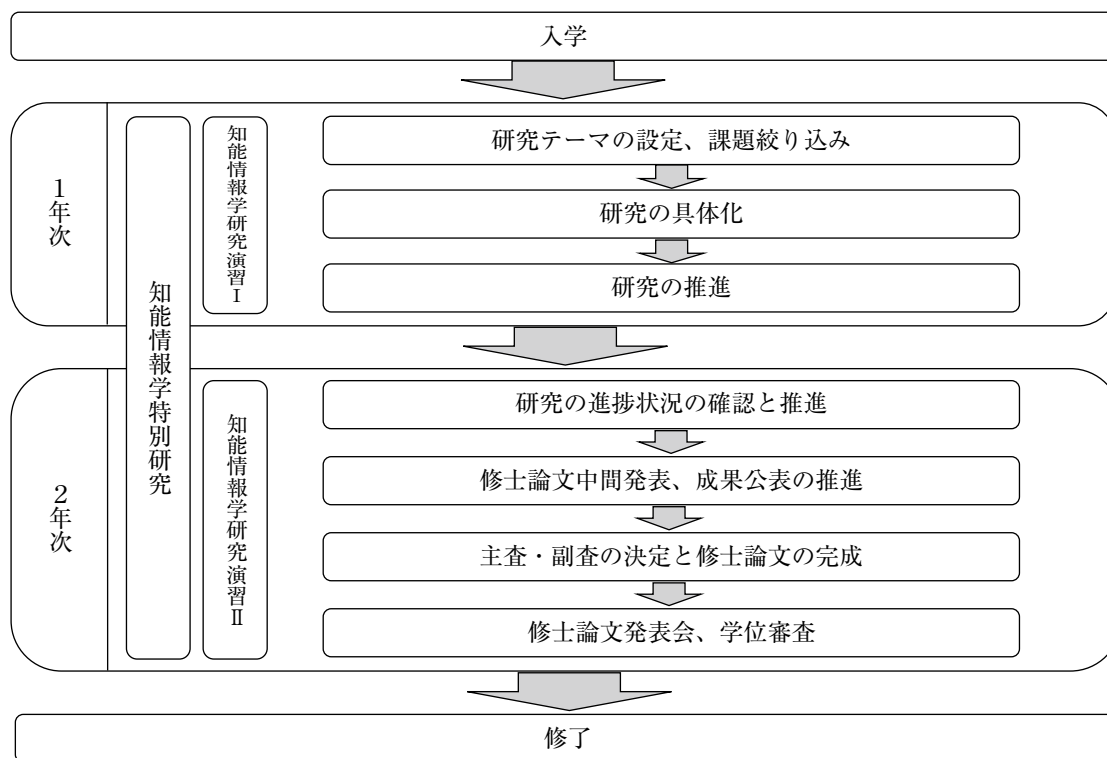 入学
1年次
知能情報学特別研究
知能情報学研究演習Ⅰ
研究テーマの設定、課題絞り込み
研究の具体化
研究の推進
2年次
知能情報学研究演習Ⅱ
研究の進捗状況の確認と推進
修士論文中間発表、成果公表の推進
主査・副査の決定と修士論文の完成
修士論文発表会、学位審査
修了